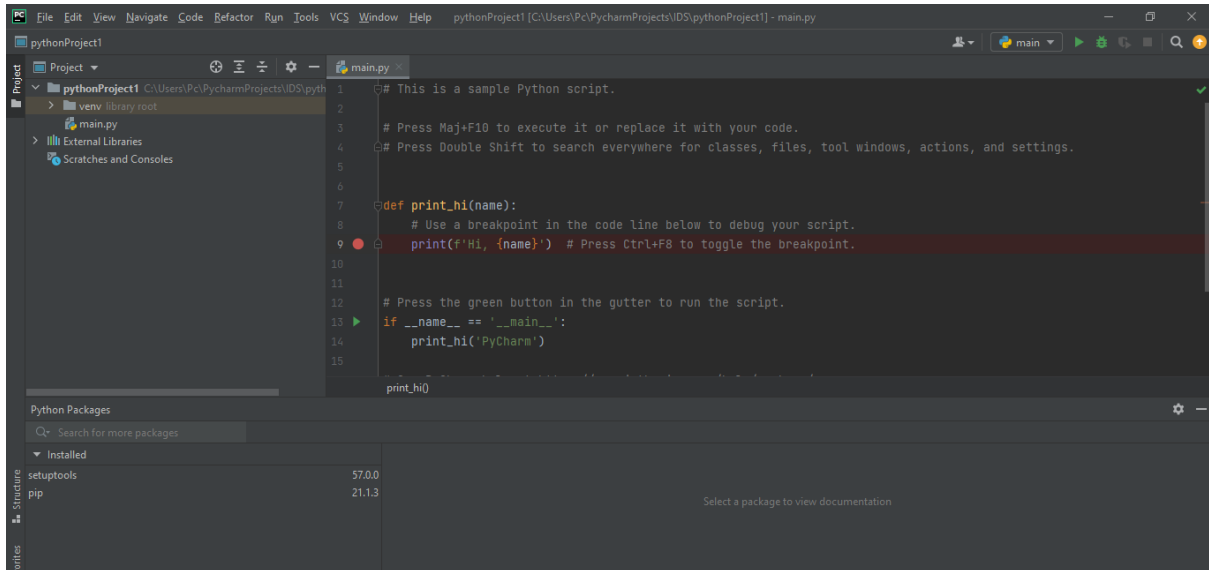 PC File Edit View Navigate Code Refactor Run Tools VCS Window Help pythonProject1 [C:\Users\Pc\PycharmProjects\IDS\pythonProject1] - main.py
pythonProject1
main
Project
Project
main.py
pythonProject1 C:\Users\Pc\PycharmProjects\IDS\pyth
venv library root
main.py
External Libraries
Scratches and Consoles
1 # This is a sample Python script.
2
3 # Press Maj+F10 to execute it or replace it with your code.
4 # Press Double Shift to search everywhere for classes, files, tool windows, actions, and settings.
5
6
7 def print_hi(name):
8 # Use a breakpoint in the code line below to debug your script.
9 print(f'Hi, {name}') # Press Ctrl+F8 to toggle the breakpoint.
10
11
12 # Press the green button in the gutter to run the script.
13 if __name__ == '__main__':
14 print_hi('PyCharm')
15
print_hi()
Python Packages
Search for more packages
Installed
setuptools 57.0.0
pip 21.1.3
Select a package to view documentation
Structure
orites